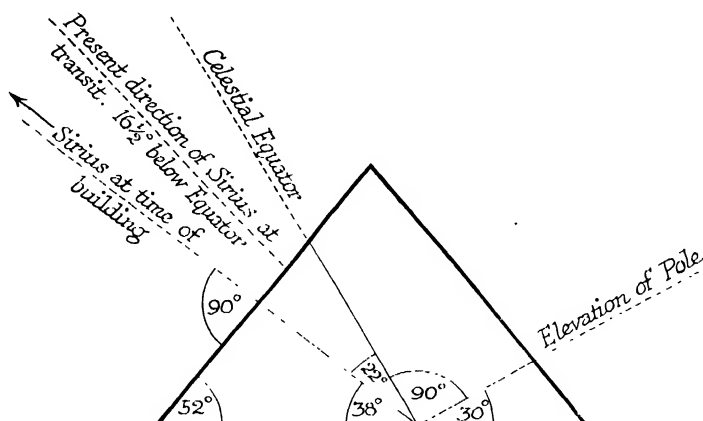 Present direction of Sirius at
transit. 16½° below Equator
Celestial Equator
Sirius at time of
building
Elevation of Pole
90°
22°
90°
52°
38°
30°